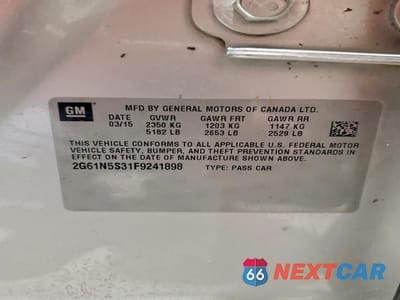 GM
MFD BY GENERAL MOTORS OF CANADA LTD.
DATE GVWR GAWR FRT GAWR RR
03/15 2350 KG 1203 KG 1147 KG
5182 LB 2653 LB 2529 LB
THIS VEHICLE CONFORMS TO ALL APPLICABLE U.S. FEDERAL MOTOR
VEHICLE SAFETY, BUMPER, AND THEFT PREVENTION STANDARDS IN
EFFECT ON THE DATE OF MANUFACTURE SHOWN ABOVE.
2G61N5S31F9241898 TYPE: PASS CAR
66 NEXTCAR